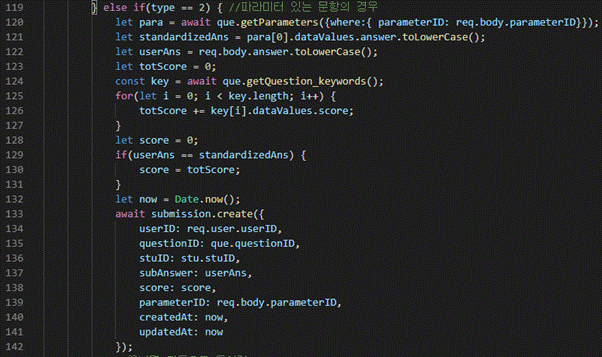 119 } else if(type == 2) { //파라미터 있는 문항의 경우
120 let para = await que.getParameters({where:{ parameterID: req.body.parameterID}});
121 let standardizedAns = para[0].dataValues.answer.toLowerCase();
122 let userAns = req.body.answer.toLowerCase();
123 let totScore = 0;
124 const key = await que.getQuestion_keywords();
125 for(let i = 0; i < key.length; i++) {
126 totScore += key[i].dataValues.score;
127 }
128 let score = 0;
129 if(userAns == standardizedAns) {
130 score = totScore;
131 }
132 let now = Date.now();
133 await submission.create({
134 userID: req.user.userID,
135 questionID: que.questionID,
136 stuID: stu.stuID,
137 subAnswer: userAns,
138 score: score,
139 parameterID: req.body.parameterID,
140 createdAt: now,
141 updatedAt: now
142 });